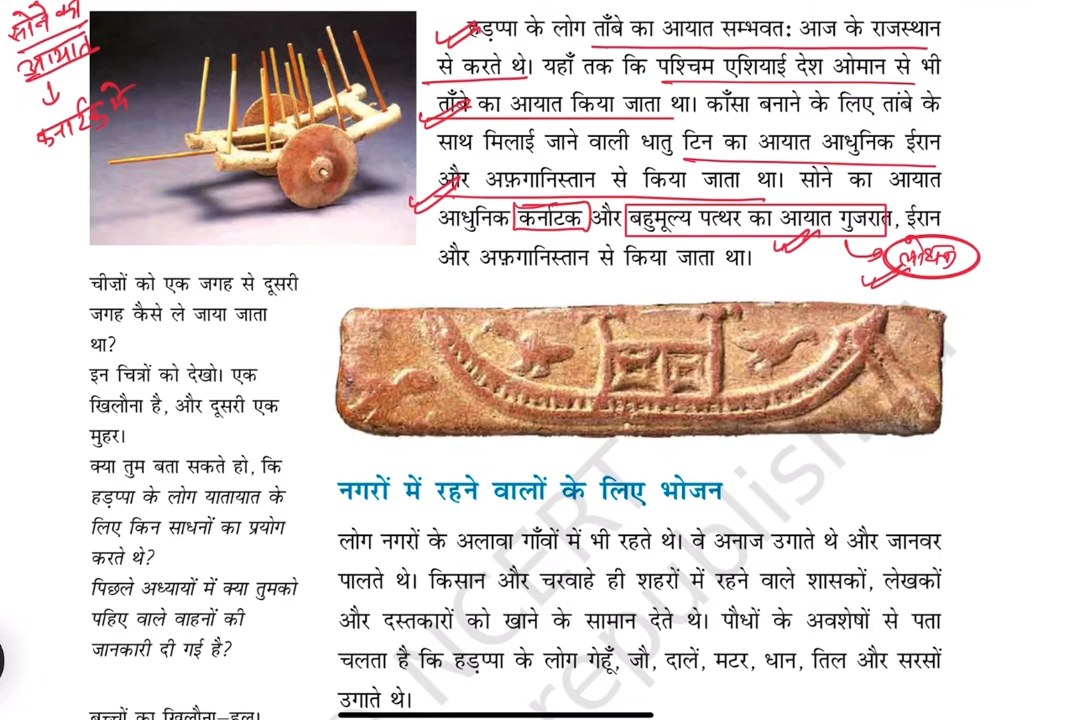 सोने का
आयात
कर्नाटक से
हड़प्पा के लोग ताँबे का आयात सम्भवत: आज के राजस्थान
से करते थे। यहाँ तक कि पश्चिम एशियाई देश ओमान से भी
ताँबे का आयात किया जाता था। काँसा बनाने के लिए तांबे के
साथ मिलाई जाने वाली धातु टिन का आयात आधुनिक ईरान
और अफ़गानिस्तान से किया जाता था। सोने का आयात
आधुनिक कर्नाटक और बहुमूल्य पत्थर का आयात गुजरात, ईरान
और अफ़गानिस्तान से किया जाता था।
लोथल
चीज़ों को एक जगह से दूसरी
जगह कैसे ले जाया जाता
था?
इन चित्रों को देखो। एक
खिलौना है, और दूसरी एक
मुहर।
क्या तुम बता सकते हो, कि
हड़प्पा के लोग यातायात के
लिए किन साधनों का प्रयोग
करते थे?
पिछले अध्यायों में क्या तुमको
पहिए वाले वाहनों की
जानकारी दी गई है?
बच्चों का खिलौना–हल।
नगरों में रहने वालों के लिए भोजन
लोग नगरों के अलावा गाँवों में भी रहते थे। वे अनाज उगाते थे और जानवर
पालते थे। किसान और चरवाहे ही शहरों में रहने वाले शासकों, लेखकों
और दस्तकारों को खाने के सामान देते थे। पौधों के अवशेषों से पता
चलता है कि हड़प्पा के लोग गेहूँ, जौ, दालें, मटर, धान, तिल और सरसों
उगाते थे।
NCERT
republished